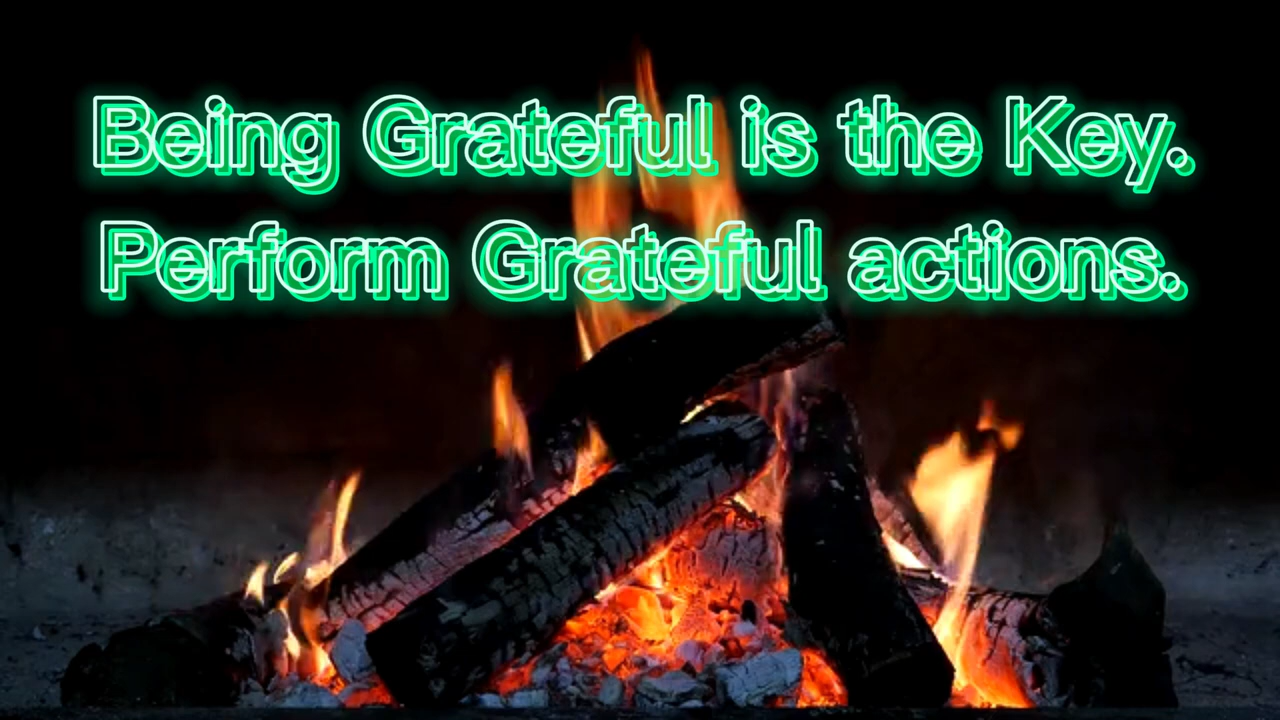 Being Grateful is the Key.
Perform Grateful actions.